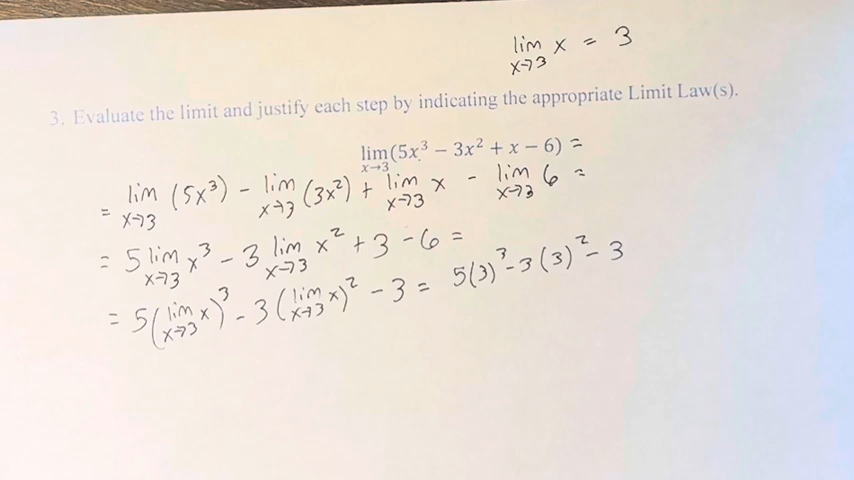 lim x→3 x = 3
3. Evaluate the limit and justify each step by indicating the appropriate Limit Law(s).
lim x→3 (5x³ − 3x² + x − 6) =
= lim x→3 (5x³) − lim x→3 (3x²) + lim x→3 x − lim x→3 6 =
= 5 lim x→3 x³ − 3 lim x→3 x² + 3 − 6 =
= 5(lim x→3 x)³ − 3(lim x→3 x)² − 3 = 5(3)³ − 3(3)² − 3